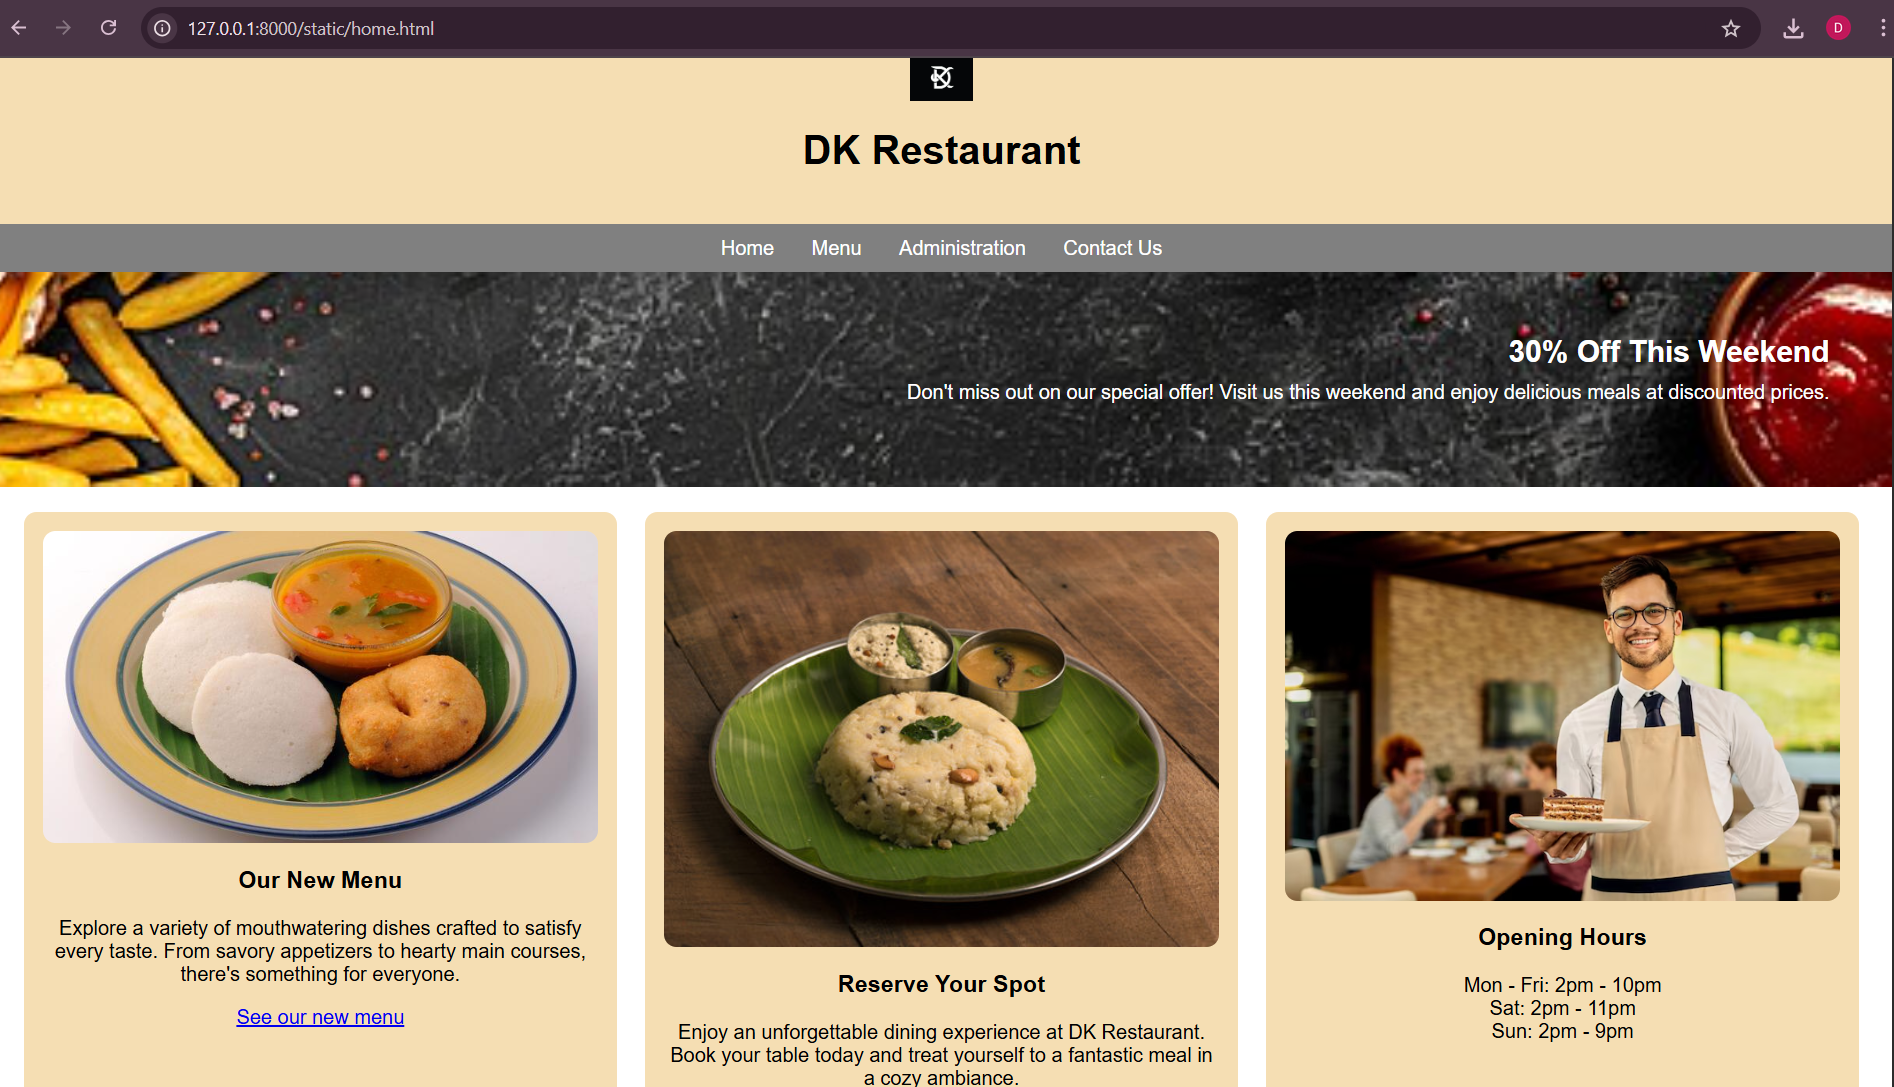 127.0.0.1:8000/static/home.html
D
DK
DK Restaurant
Home Menu Administration Contact Us
30% Off This Weekend
Don't miss out on our special offer! Visit us this weekend and enjoy delicious meals at discounted prices.
Our New Menu
Explore a variety of mouthwatering dishes crafted to satisfy
every taste. From savory appetizers to hearty main courses,
there's something for everyone.
See our new menu
Reserve Your Spot
Enjoy an unforgettable dining experience at DK Restaurant.
Book your table today and treat yourself to a fantastic meal in
a cozy ambiance.
Opening Hours
Mon - Fri: 2pm - 10pm
Sat: 2pm - 11pm
Sun: 2pm - 9pm